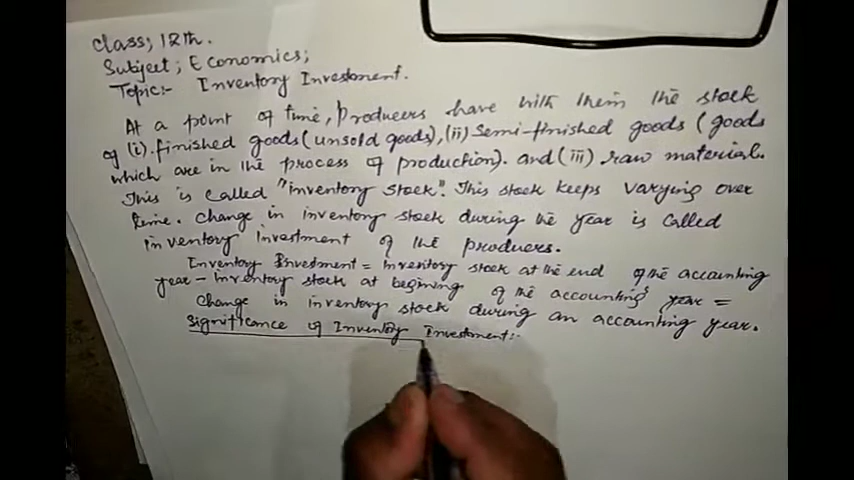 Class; 12th.
Subject; Economics;
Topic:- Inventory Investment.
At a point of time, Producers have with them the stock
of (i). finished goods (unsold goods), (ii) Semi-finished goods (goods
which are in the process of production). and (iii) raw material.
This is called "inventory stock". This stock keeps varying over
time. Change in inventory stock during the year is called
inventory investment of the producers.
Inventory Investment = inventory stock at the end of the accounting
year - inventory stock at begining of the accounting year =
Change in inventory stock during an accounting year.
Significance of Inventory Investment:-